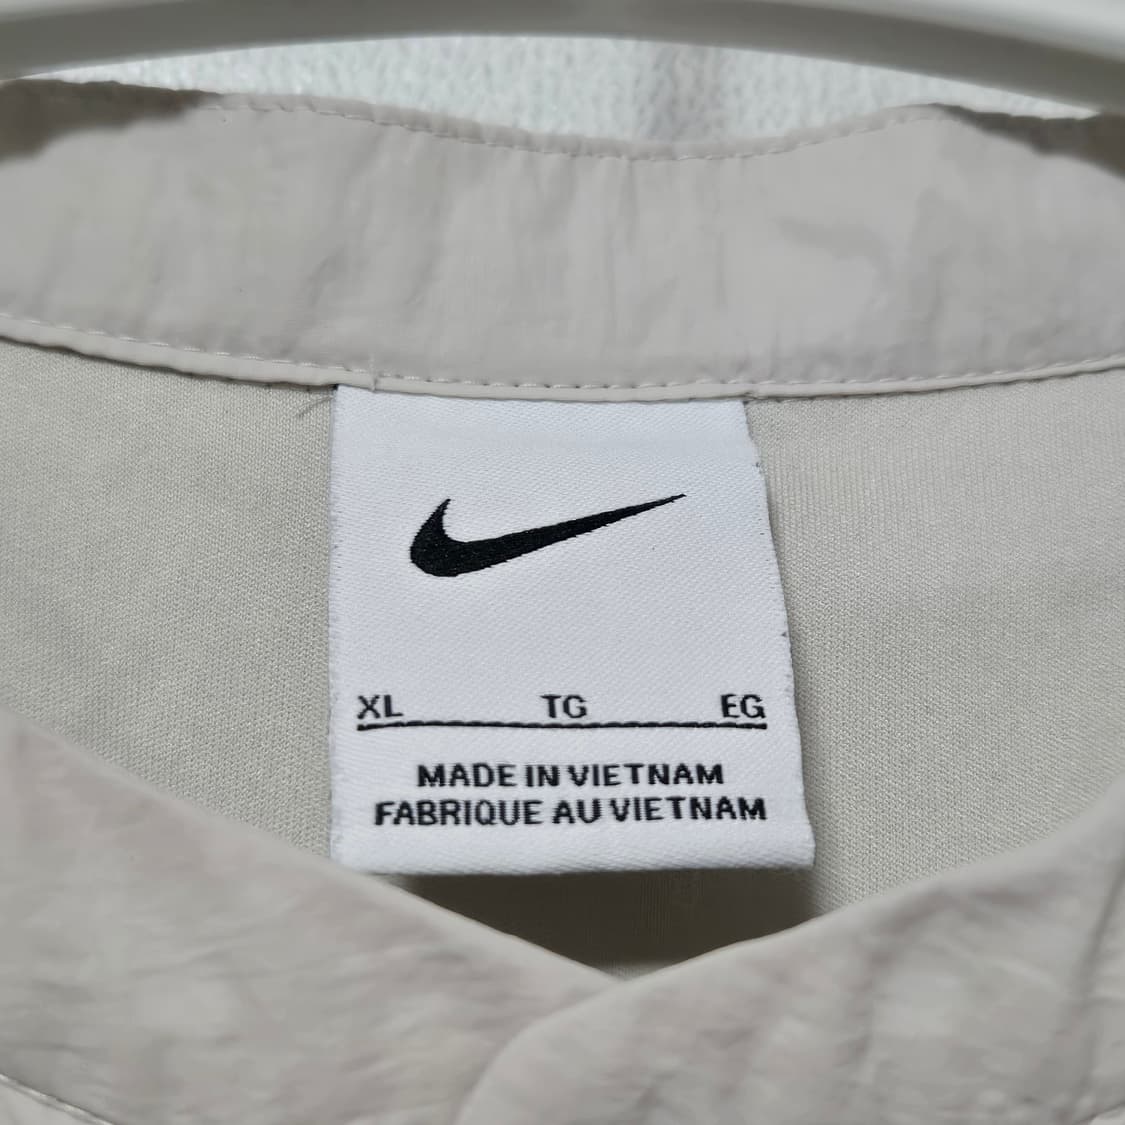 XL TG EG
MADE IN VIETNAM
FABRIQUE AU VIETNAM